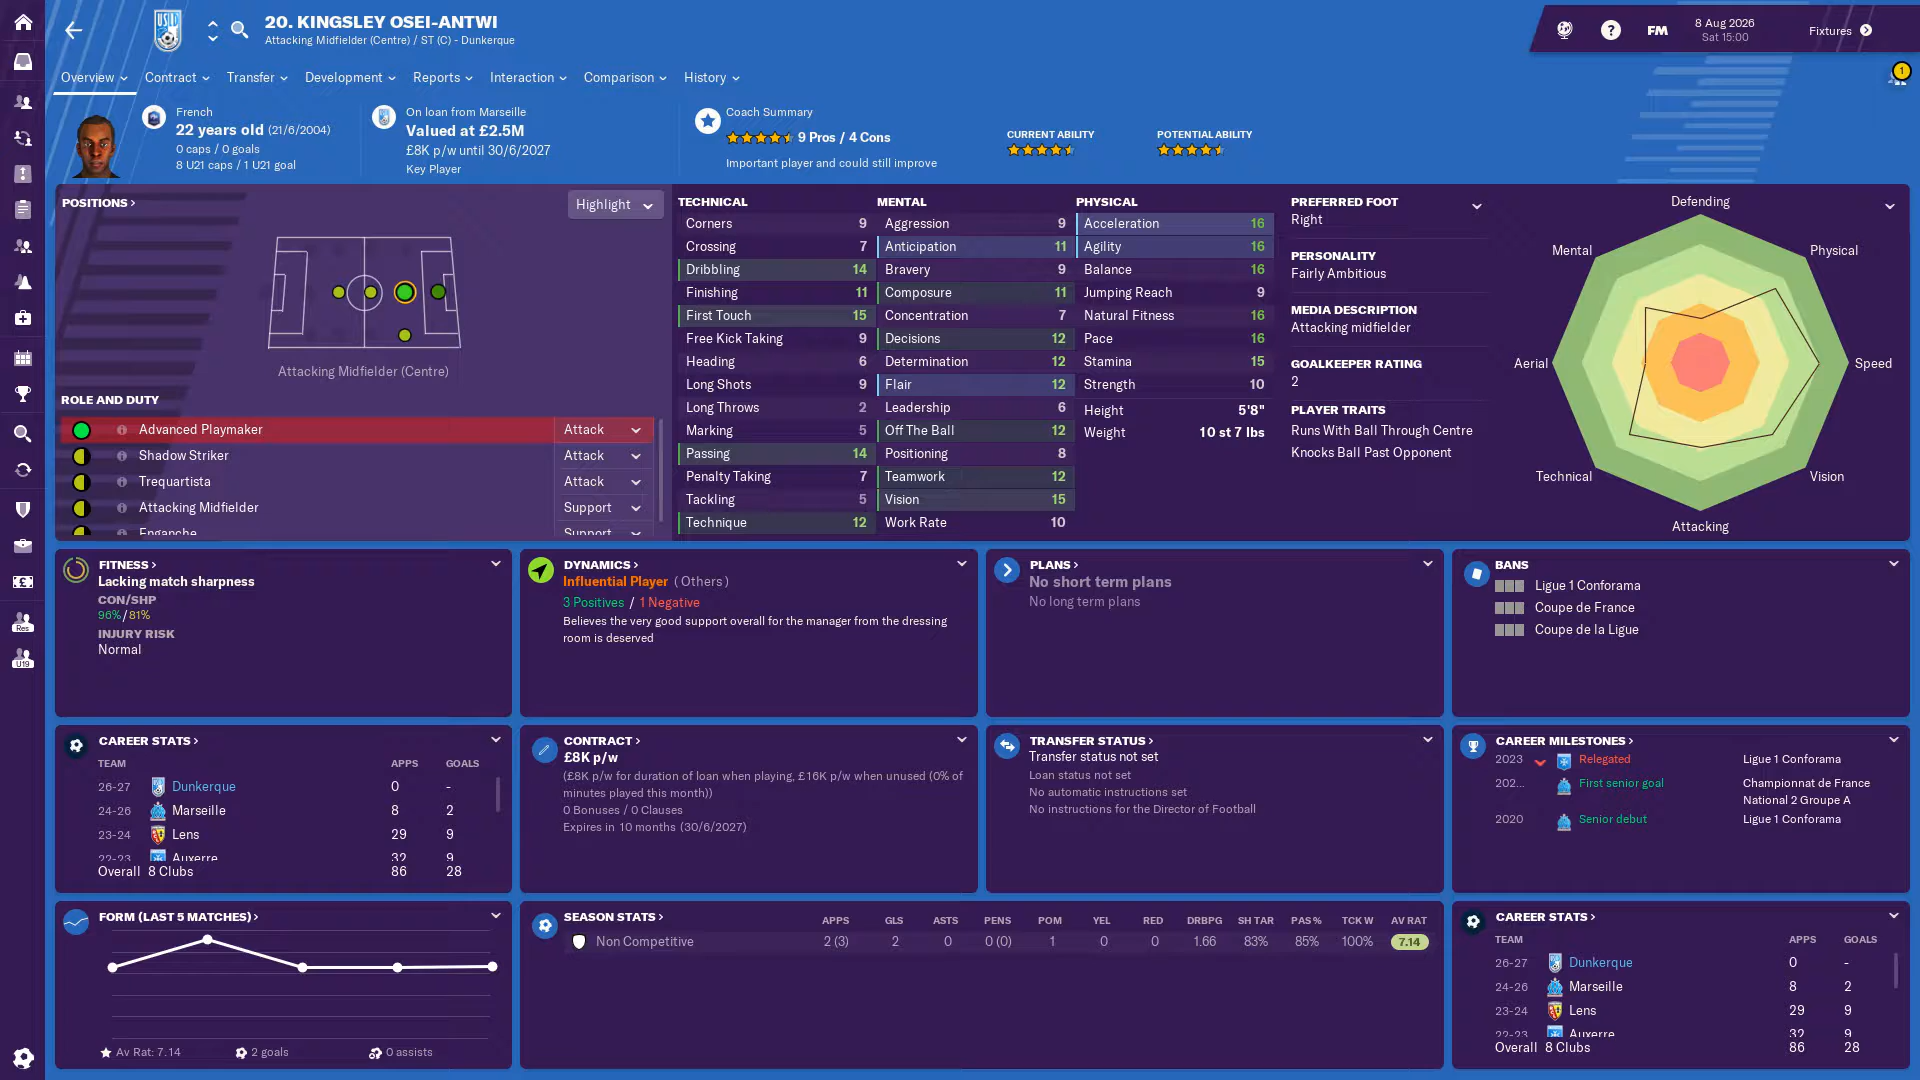 20. KINGSLEY OSEI-ANTWI
Attacking Midfielder (Centre) / ST (C) - Dunkerque
USLD
FM
8 Aug 2026
Sat 15:00
Fixtures
Overview
Contract
Transfer
Development
Reports
Interaction
Comparison
History
1
French
22 years old (21/6/2004)
0 caps / 0 goals
8 U21 caps / 1 U21 goal
On loan from Marseille
Valued at £2.5M
£8K p/w until 30/6/2027
Key Player
Coach Summary
9 Pros / 4 Cons
Important player and could still improve
CURRENT ABILITY
POTENTIAL ABILITY
POSITIONS >
Highlight
Attacking Midfielder (Centre)
ROLE AND DUTY
Advanced Playmaker Attack
Shadow Striker Attack
Trequartista Attack
Attacking Midfielder Support
Enganche Support
TECHNICAL
Corners 9
Crossing 7
Dribbling 14
Finishing 11
First Touch 15
Free Kick Taking 9
Heading 6
Long Shots 9
Long Throws 2
Marking 5
Passing 14
Penalty Taking 7
Tackling 5
Technique 12
MENTAL
Aggression 9
Anticipation 11
Bravery 9
Composure 11
Concentration 7
Decisions 12
Determination 12
Flair 12
Leadership 6
Off The Ball 12
Positioning 8
Teamwork 12
Vision 15
Work Rate 10
PHYSICAL
Acceleration 16
Agility 16
Balance 16
Jumping Reach 9
Natural Fitness 16
Pace 16
Stamina 15
Strength 10
Height 5'8"
Weight 10 st 7 lbs
PREFERRED FOOT
Right
PERSONALITY
Fairly Ambitious
MEDIA DESCRIPTION
Attacking midfielder
GOALKEEPER RATING
2
PLAYER TRAITS
Runs With Ball Through Centre
Knocks Ball Past Opponent
Defending
Mental
Physical
Aerial
Speed
Technical
Vision
Attacking
FITNESS >
Lacking match sharpness
CON/SHP
96%/81%
INJURY RISK
Normal
DYNAMICS >
Influential Player (Others)
3 Positives / 1 Negative
Believes the very good support overall for the manager from the dressing
room is deserved
PLANS >
No short term plans
No long term plans
BANS
Ligue 1 Conforama
Coupe de France
Coupe de la Ligue
Res
U19
CAREER STATS >
TEAM APPS GOALS
26-27 Dunkerque 0 -
24-26 Marseille 8 2
23-24 Lens 29 9
22-23 Auxerre 32 9
Overall 8 Clubs 86 28
CONTRACT >
£8K p/w
(£8K p/w for duration of loan when playing, £16K p/w when unused (0% of
minutes played this month))
0 Bonuses / 0 Clauses
Expires in 10 months (30/6/2027)
TRANSFER STATUS >
Transfer status not set
Loan status not set
No automatic instructions set
No instructions for the Director of Football
CAREER MILESTONES >
2023 Relegated Ligue 1 Conforama
202... First senior goal Championnat de France
National 2 Groupe A
2020 Senior debut Ligue 1 Conforama
FORM (LAST 5 MATCHES) >
Av Rat: 7.14
2 goals
0 assists
SEASON STATS >
APPS GLS ASTS PENS POM YEL RED DRBPG SH TAR PAS % TCK W AV RAT
Non Competitive 2 (3) 2 0 0 (0) 1 0 0 1.66 83% 85% 100% 7.14
CAREER STATS >
TEAM APPS GOALS
26-27 Dunkerque 0 -
24-26 Marseille 8 2
23-24 Lens 29 9
22-23 Auxerre 32 9
Overall 8 Clubs 86 28